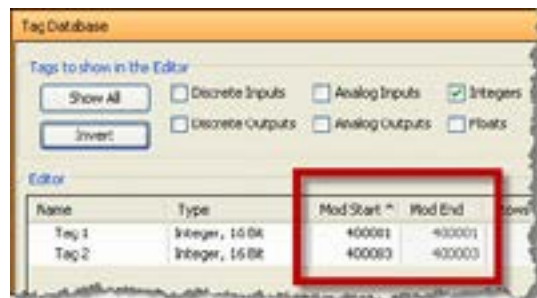 Tag Database
Tags to show in the Editor
Show All
Discrete Inputs
Analog Inputs
Integers
Invert
Discrete Outputs
Analog Outputs
Floats
Editor
Name Type Mod Start Mod End
Tag 1 Integer, 16 Bit 400001 400001
Tag 2 Integer, 16 Bit 400003 400003